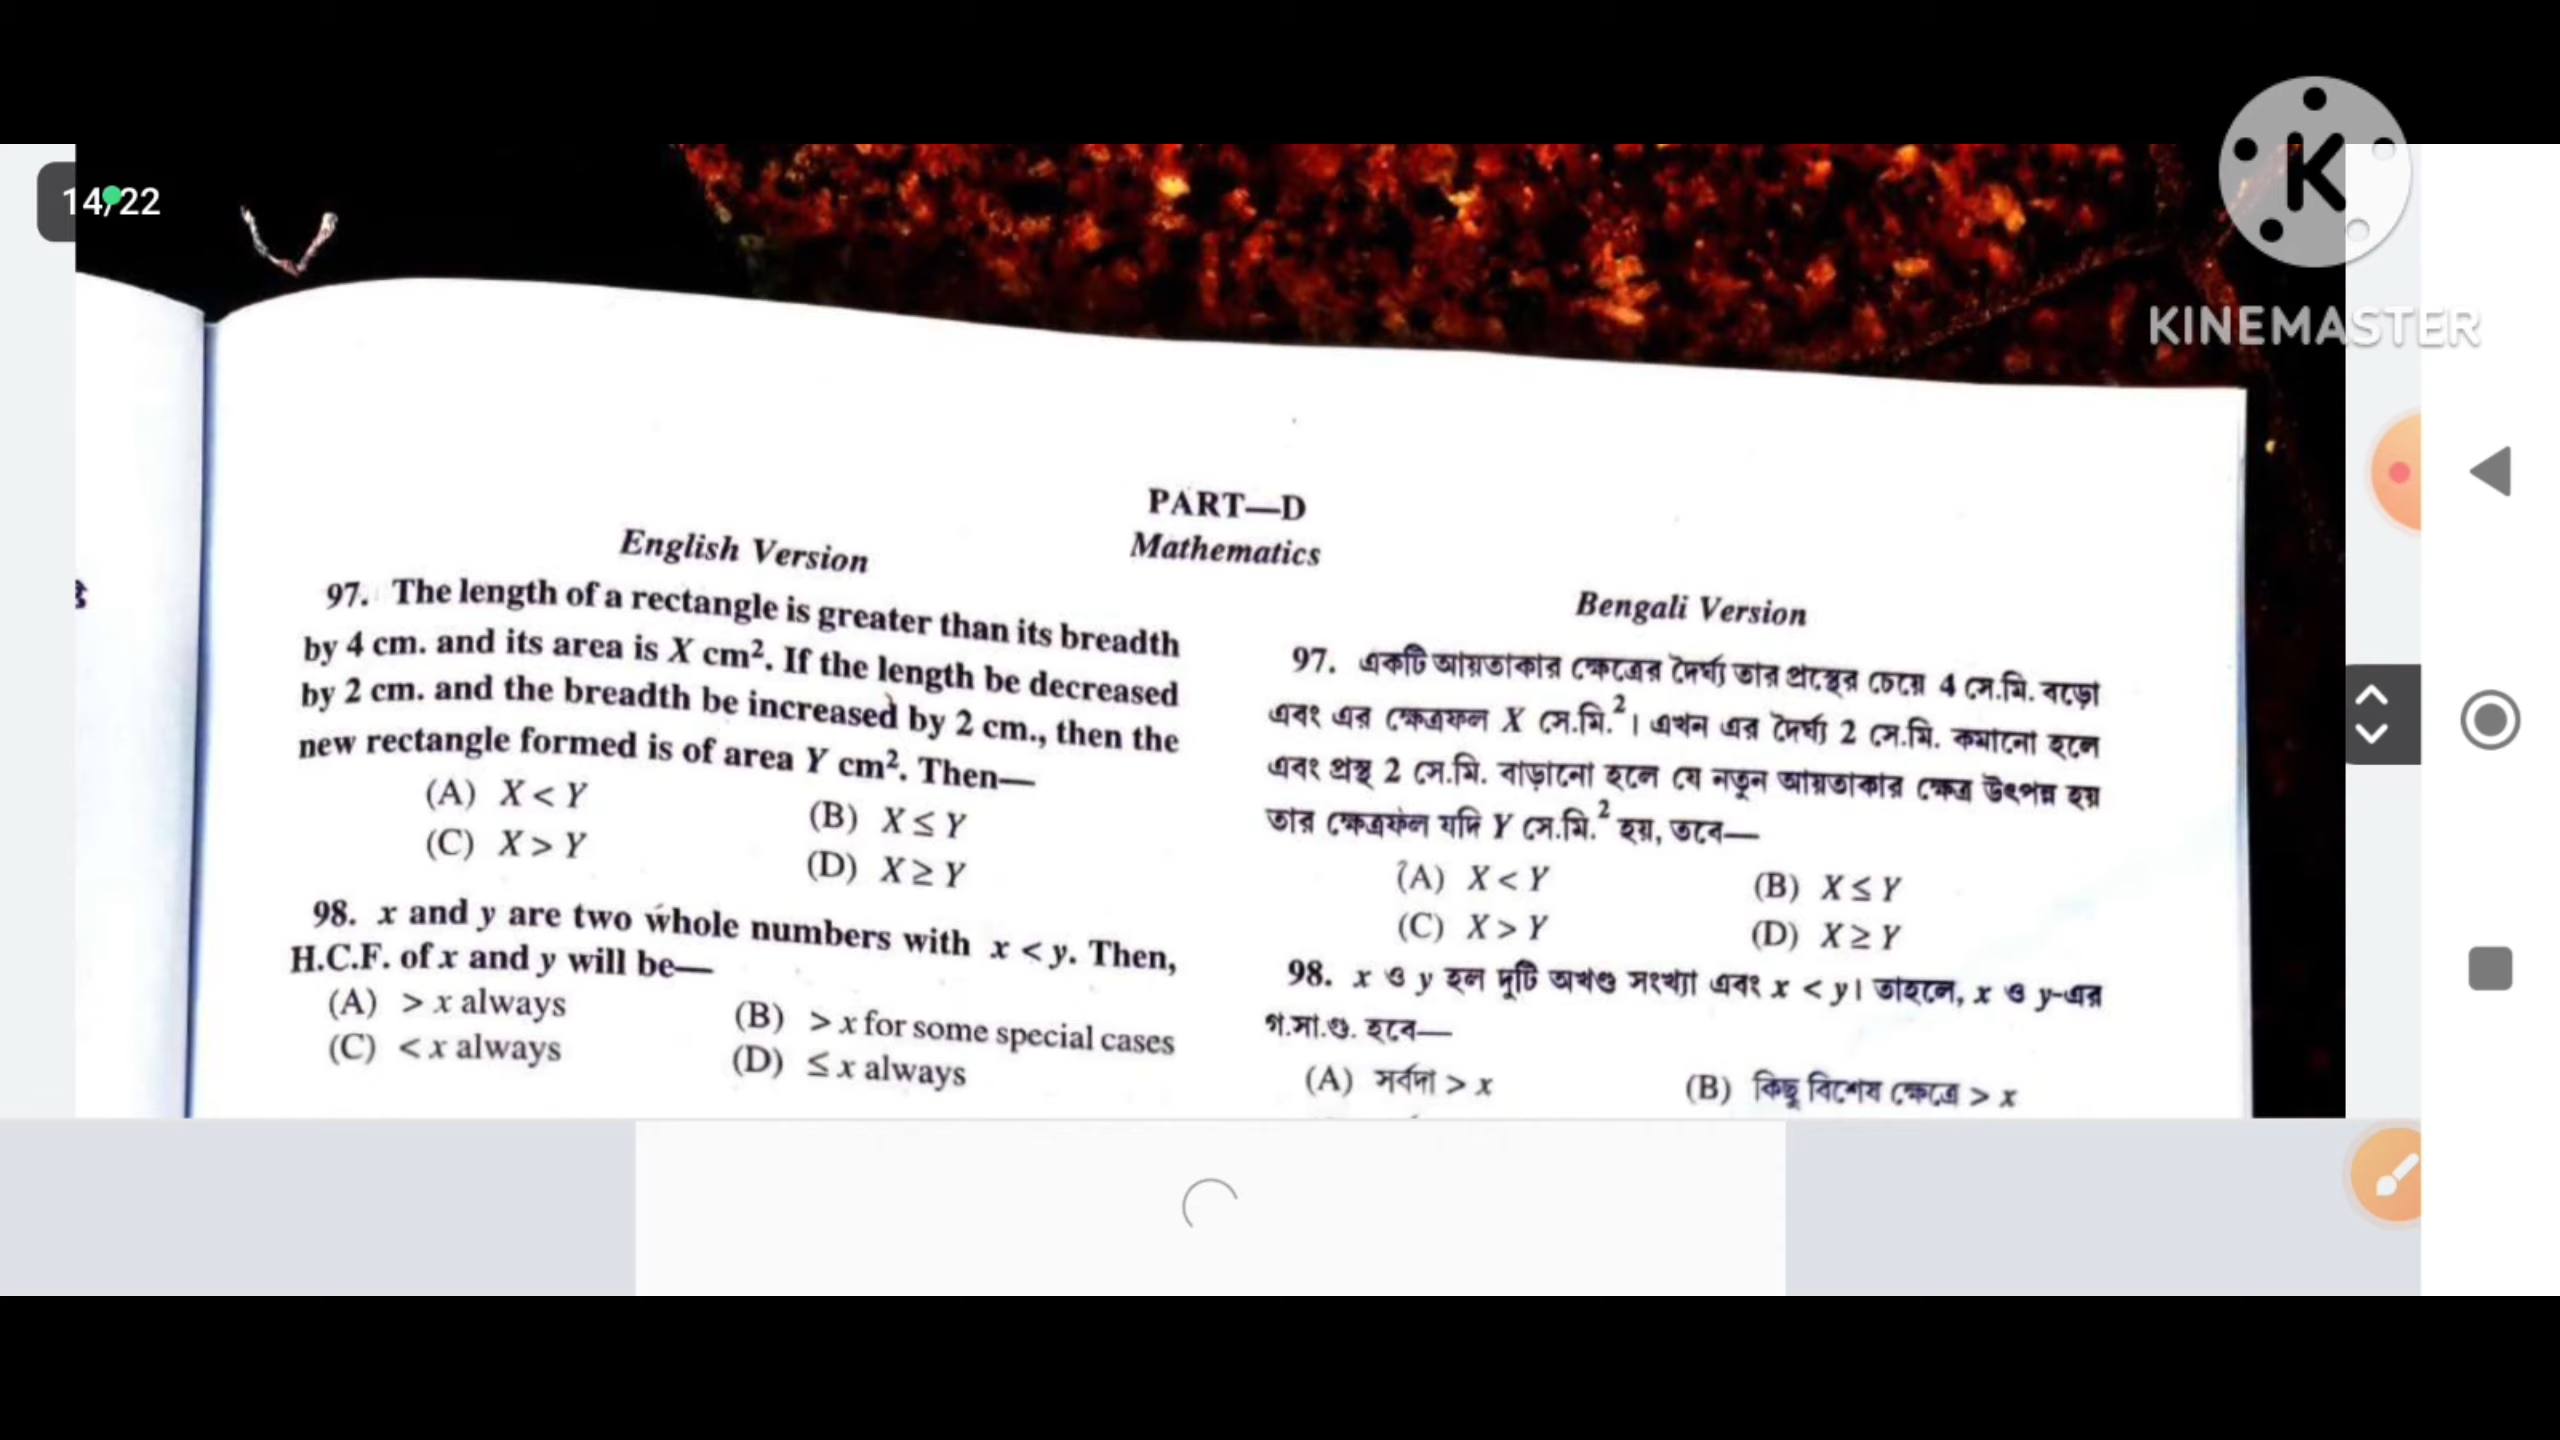 14/22
KINEMASTER
PART—D
Mathematics
English Version
97. The length of a rectangle is greater than its breadth
by 4 cm. and its area is X cm². If the length be decreased
by 2 cm. and the breadth be increased by 2 cm., then the
new rectangle formed is of area Y cm². Then—
(A) X < Y (B) X ≤ Y
(C) X > Y (D) X ≥ Y
98. x and y are two whole numbers with x < y. Then,
H.C.F. of x and y will be—
(A) > x always (B) > x for some special cases
(C) < x always (D) ≤ x always
Bengali Version
97. একটি আয়তাকার ক্ষেত্রের দৈর্ঘ্য তার প্রস্থের চেয়ে 4 সে.মি. বড়ো
এবং এর ক্ষেত্রফল X সে.মি.²। এখন এর দৈর্ঘ্য 2 সে.মি. কমানো হলে
এবং প্রস্থ 2 সে.মি. বাড়ানো হলে যে নতুন আয়তাকার ক্ষেত্র উৎপন্ন হয়
তার ক্ষেত্রফল যদি Y সে.মি.² হয়, তবে—
(A) X < Y (B) X ≤ Y
(C) X > Y (D) X ≥ Y
98. x ও y হল দুটি অখণ্ড সংখ্যা এবং x < y। তাহলে, x ও y-এর
গ.সা.গু. হবে—
(A) সর্বদা > x (B) কিছু বিশেষ ক্ষেত্রে > x